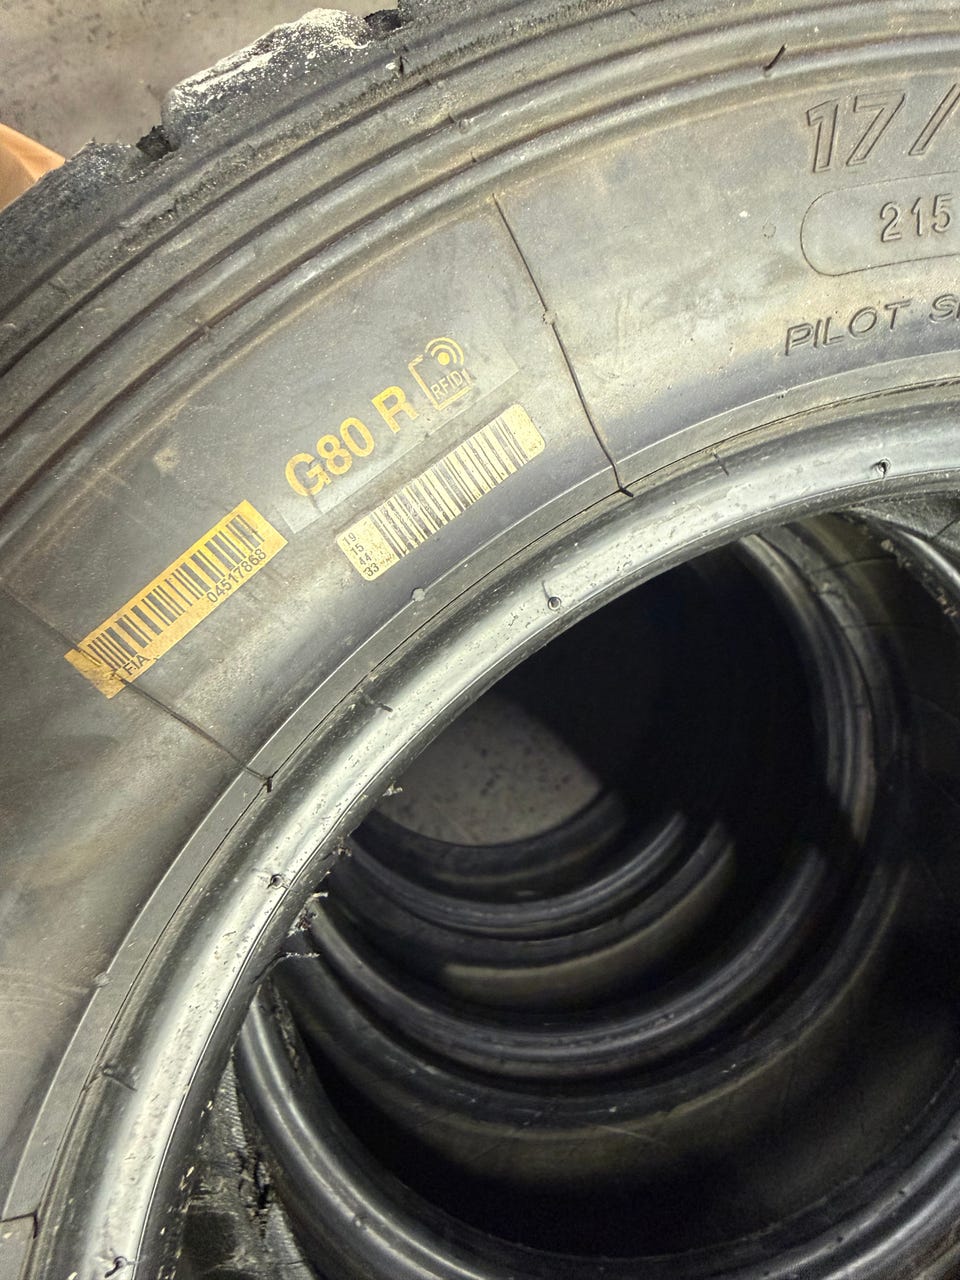 17/
215
PILOT S
G80 R
RFID
19
15
44
33
04517868
FIA